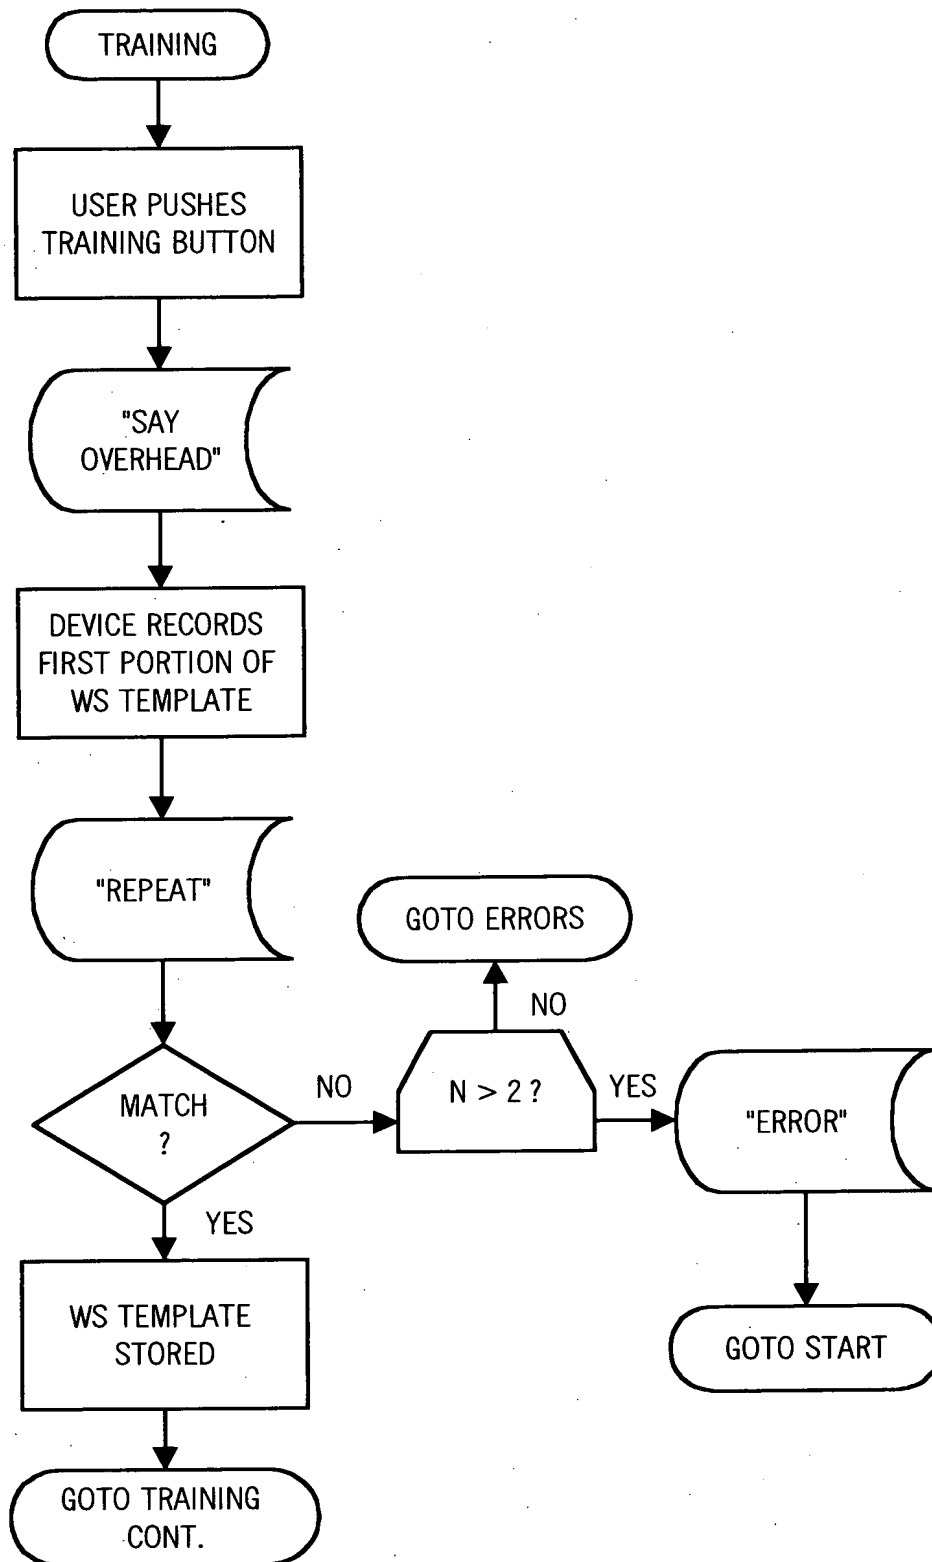 TRAINING
USER PUSHES
TRAINING BUTTON
"SAY
OVERHEAD"
DEVICE RECORDS
FIRST PORTION OF
WS TEMPLATE
"REPEAT"
GOTO ERRORS
NO
MATCH
?
NO
N > 2 ?
YES
"ERROR"
YES
WS TEMPLATE
STORED
GOTO START
GOTO TRAINING
CONT.